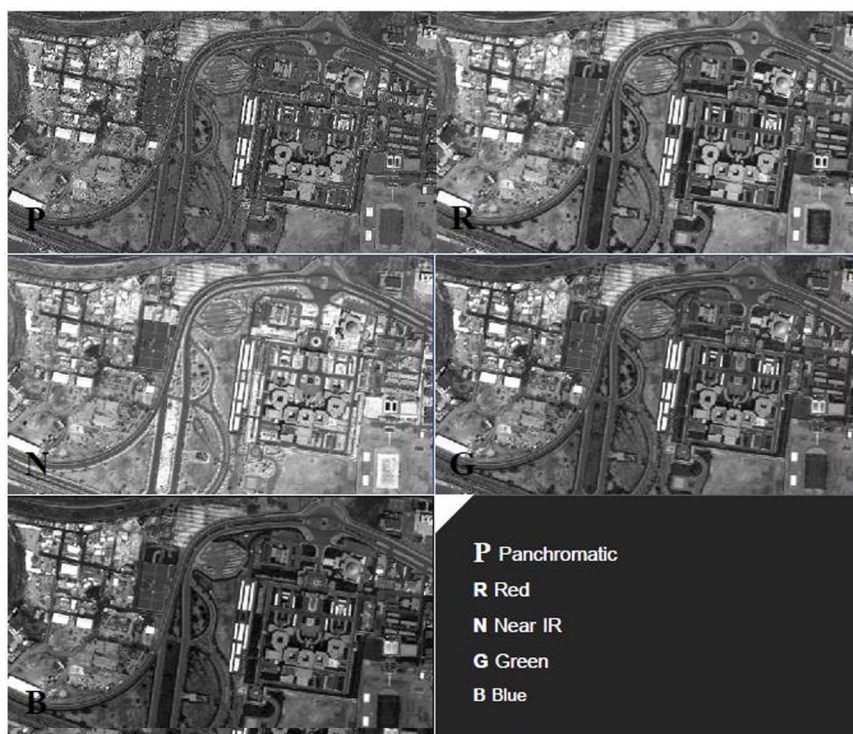 P
R
N
G
B
P Panchromatic
R Red
N Near IR
G Green
B Blue